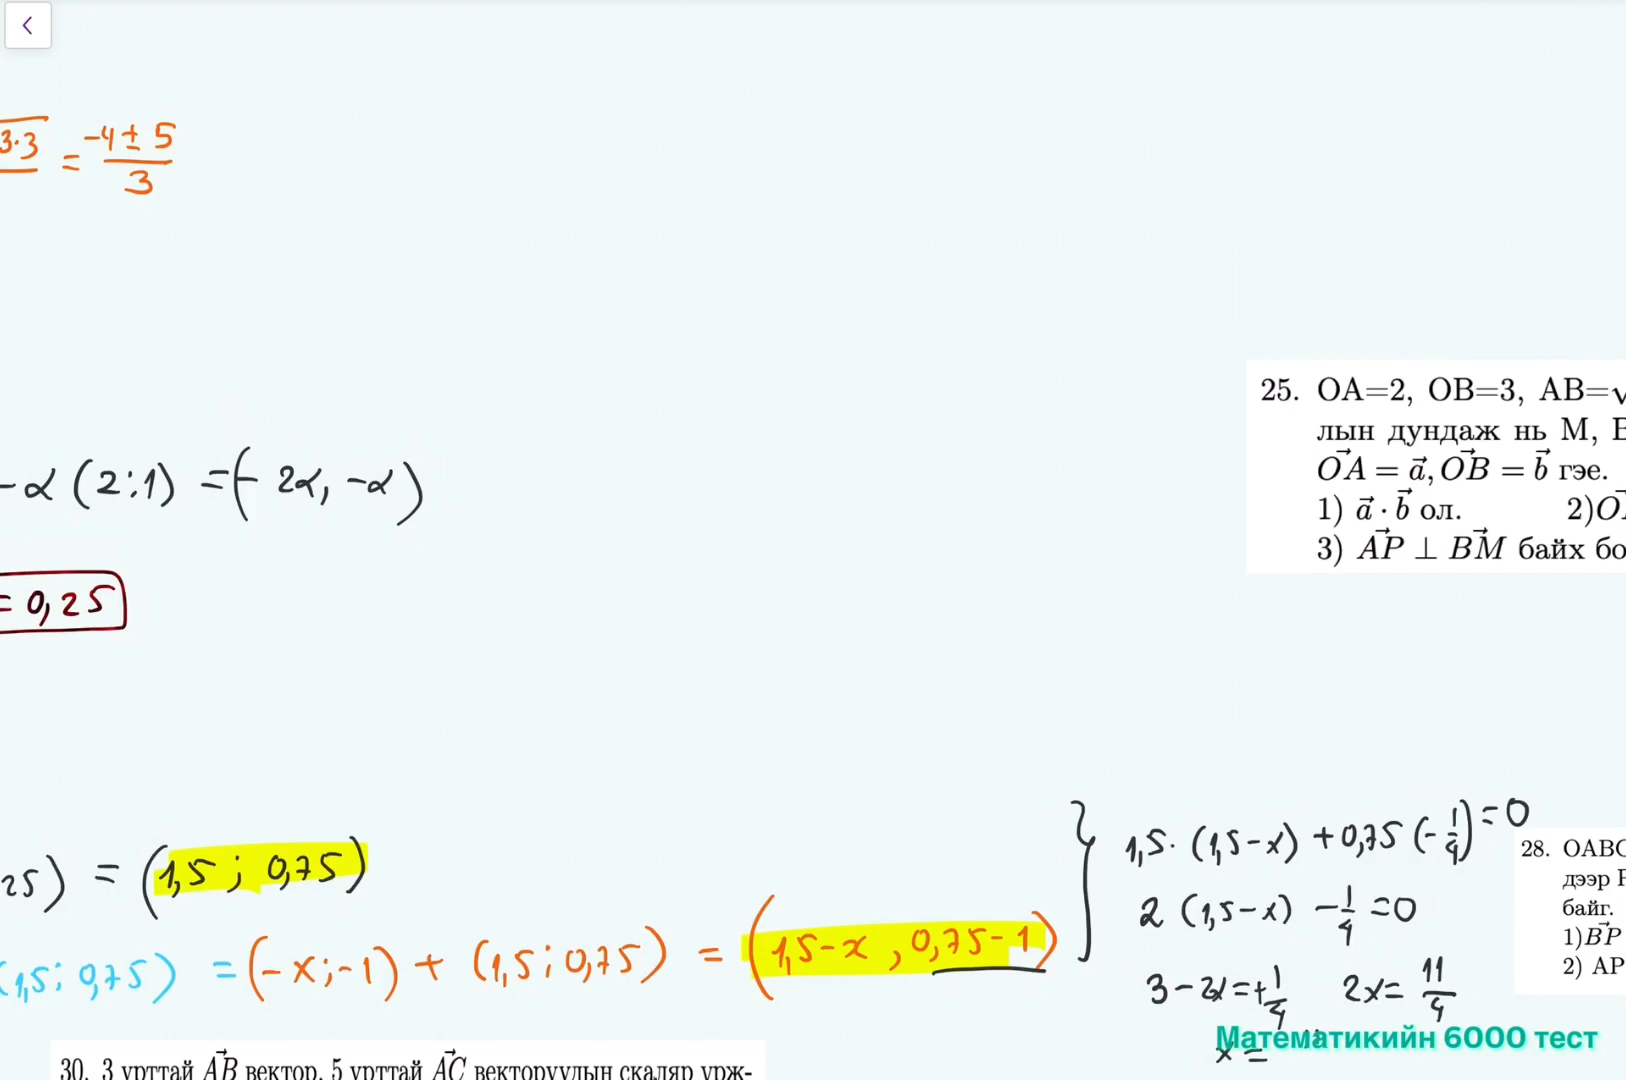 3·3 = -4 ± 5 / 3
25. OA=2, OB=3, AB=√
лын дундаж нь M,
OA⃗ = a⃗, OB⃗ = b⃗ гэе.
1) a⃗ · b⃗ ол. 2)O
3) AP⃗ ⊥ BM⃗ байх бо
-α (2;1) = (-2α, -α)
= 0,25
25) = (1,5; 0,75)
(1,5; 0,75) = (-x; -1) + (1,5; 0,75) = (1,5-x, 0,75-1)
1,5·(1,5-x) + 0,75(-1/4) = 0
2(1,5-x) - 1/4 = 0
3 - 2x = +1/4 2x = 11/4
x =
28. OABC
дээр P
байг.
1)BP⃗
2) AP
Математикийн 6000 тест
30. 3 урттай AB⃗ вектор, 5 урттай AC⃗ векторуудын скаляр урж-